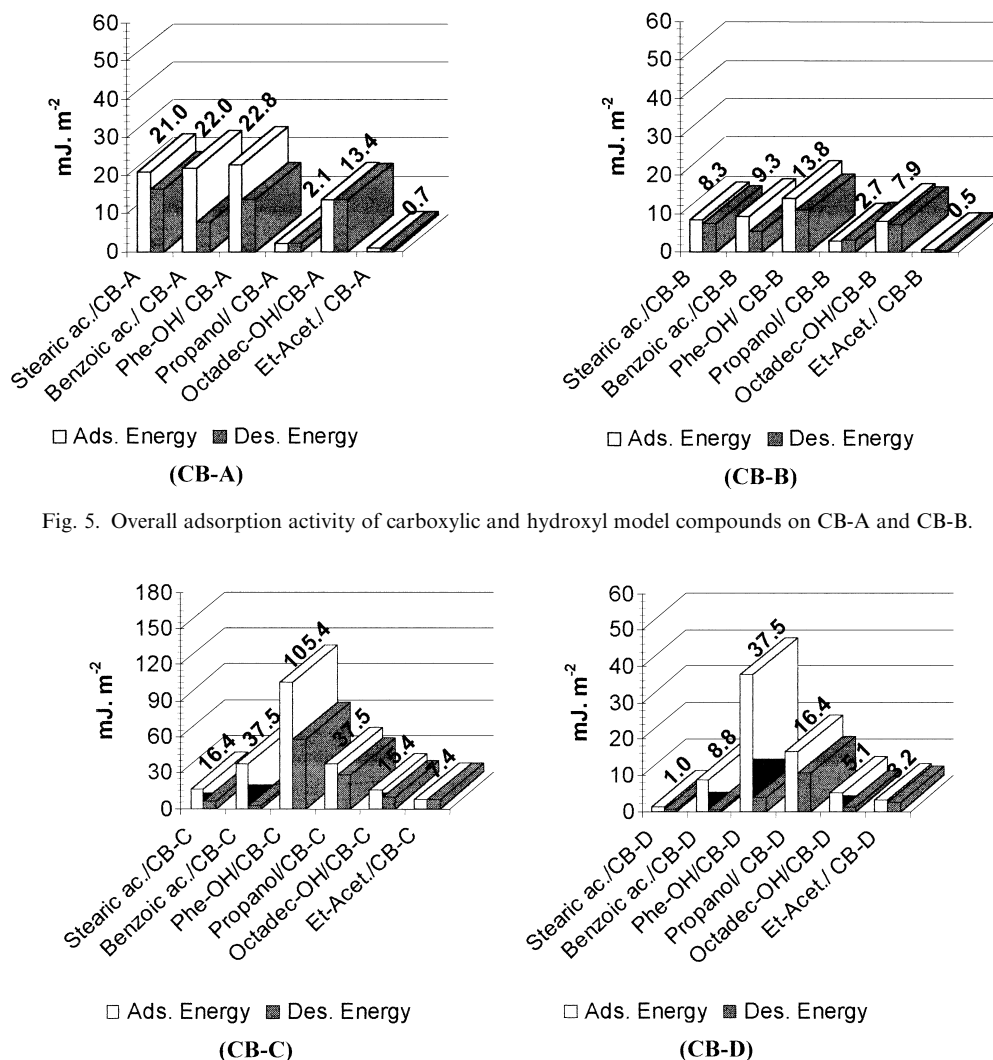 60
50
40
30
20
10
0
mJ. m-2
21.0
22.0
22.8
2.1
13.4
0.7
Stearic ac./CB-A
Benzoic ac./ CB-A
Phe-OH/ CB-A
Propanol/ CB-A
Octadec-OH/CB-A
Et-Acet./ CB-A
Ads. Energy Des. Energy
(CB-A)
60
50
40
30
20
10
0
mJ. m-2
8.3
9.3
13.8
2.7
7.9
0.5
Stearic ac./CB-B
Benzoic ac./CB-B
Phe-OH/ CB-B
Propanol/ CB-B
Octadec-OH/CB-B
Et-Acet./ CB-B
Ads. Energy Des. Energy
(CB-B)
Fig. 5. Overall adsorption activity of carboxylic and hydroxyl model compounds on CB-A and CB-B.
180
150
120
90
60
30
0
mJ. m-2
16.4
37.5
105.4
37.5
15.4
7.4
Stearic ac./CB-C
Benzoic ac./CB-C
Phe-OH/CB-C
Propanol/CB-C
Octadec-OH/CB-C
Et-Acet./CB-C
Ads. Energy Des. Energy
(CB-C)
60
50
40
30
20
10
0
mJ. m-2
1.0
8.8
37.5
16.4
5.1
3.2
Stearic ac./CB-D
Benzoic ac./CB-D
Phe-OH/CB-D
Propanol/ CB-D
Octadec-OH/CB-D
Et-Acet./ CB-D
Ads. Energy Des. Energy
(CB-D)